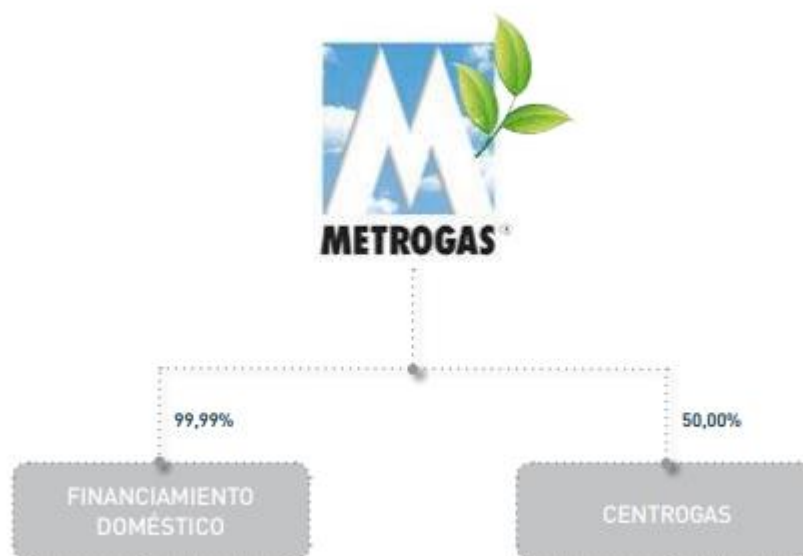 METROGAS®
99,99%
50,00%
FINANCIAMIENTO
DOMÉSTICO
CENTROGAS